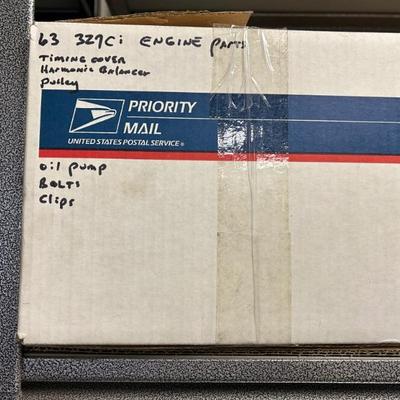 63 327Ci ENGINE Parts
Timing cover
Harmonic Balancer
Pulley
PRIORITY
MAIL
UNITED STATES POSTAL SERVICE®
oil pump
BOLTS
Clips